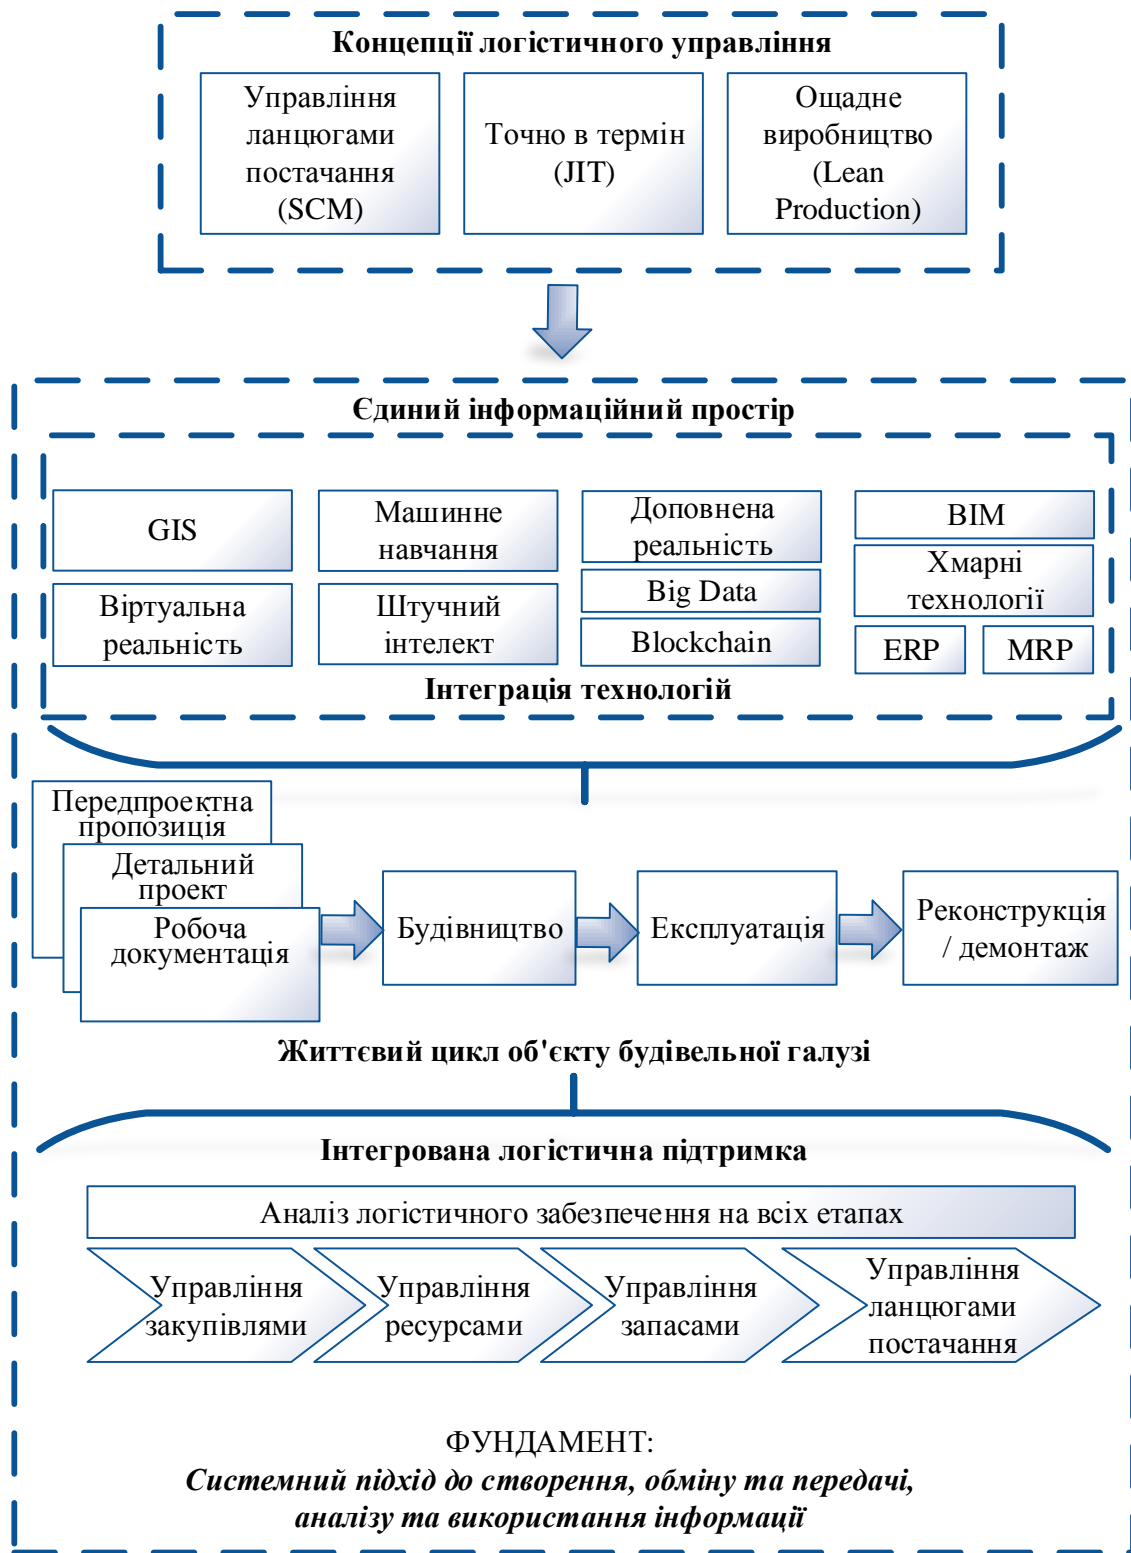 Концепції логістичного управління
Управління
ланцюгами
постачання
(SCM)
Точно в термін
(JIT)
Ощадне
виробництво
(Lean
Production)
Єдиний інформаційний простір
GIS
Машинне
навчання
Доповнена
реальність
BIM
Хмарні
технології
Віртуальна
реальність
Штучний
інтелект
Big Data
Blockchain
ERP
MRP
Інтеграція технологій
Передпроектна
пропозиція
Детальний
проект
Робоча
документація
Будівництво
Експлуатація
Реконструкція
/ демонтаж
Життєвий цикл об'єкту будівельної галузі
Інтегрована логістична підтримка
Аналіз логістичного забезпечення на всіх етапах
Управління
закупівлями
Управління
ресурсами
Управління
запасами
Управління
ланцюгами
постачання
ФУНДАМЕНТ:
Системний підхід до створення, обміну та передачі,
аналізу та використання інформації